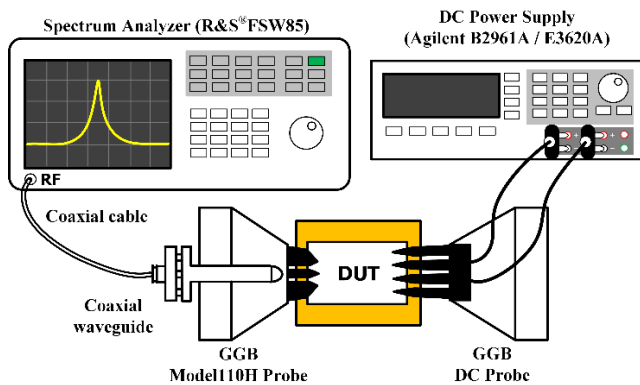 Spectrum Analyzer (R&S®FSW85)
DC Power Supply
(Agilent B2961A / E3620A)
RF
Coaxial cable
Coaxial
waveguide
DUT
GGB
Model110H Probe
GGB
DC Probe
+
+
-
-